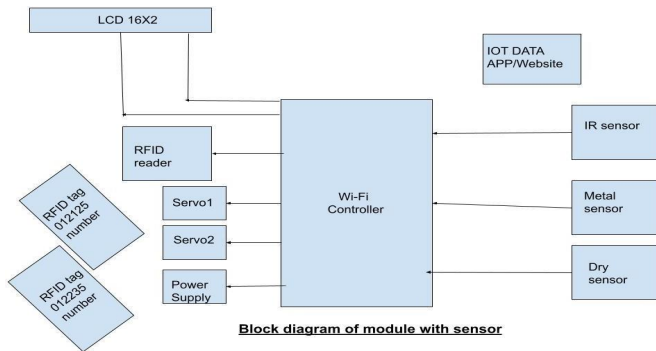 LCD 16X2
IOT DATA
APP/Website
IR sensor
RFID
reader
Wi-Fi
Controller
Metal
sensor
Servo1
Servo2
Dry
sensor
Power
Supply
RFID tag
012125
number
RFID tag
012235
number
Block diagram of module with sensor